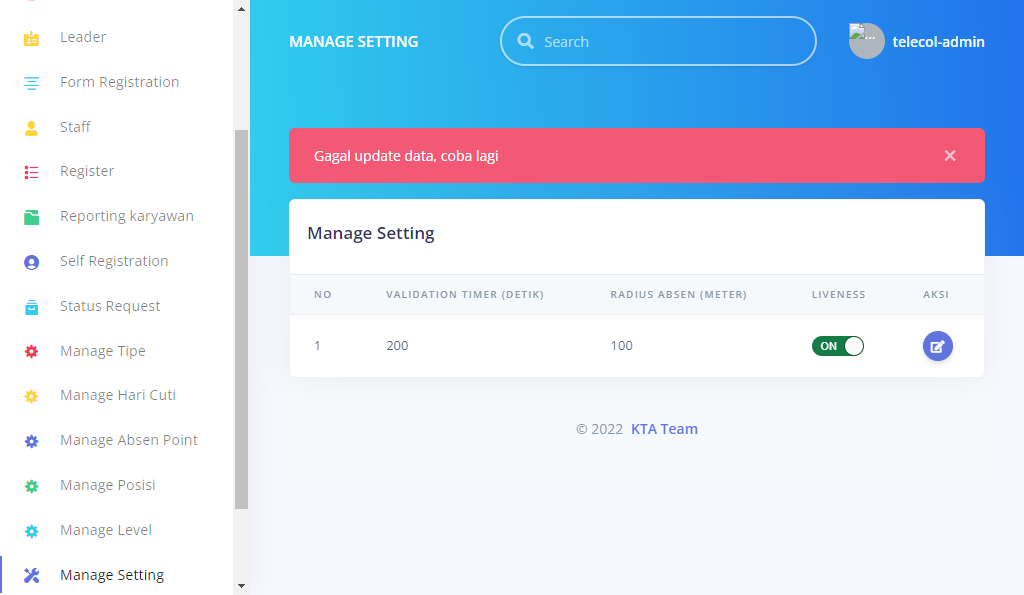 Leader
Form Registration
Staff
Register
Reporting karyawan
Self Registration
Status Request
Manage Tipe
Manage Hari Cuti
Manage Absen Point
Manage Posisi
Manage Level
Manage Setting
MANAGE SETTING
Search
...
telecol-admin
Gagal update data, coba lagi
×
Manage Setting
NO VALIDATION TIMER (DETIK) RADIUS ABSEN (METER) LIVENESS AKSI
1 200 100 ON
© 2022 KTA Team